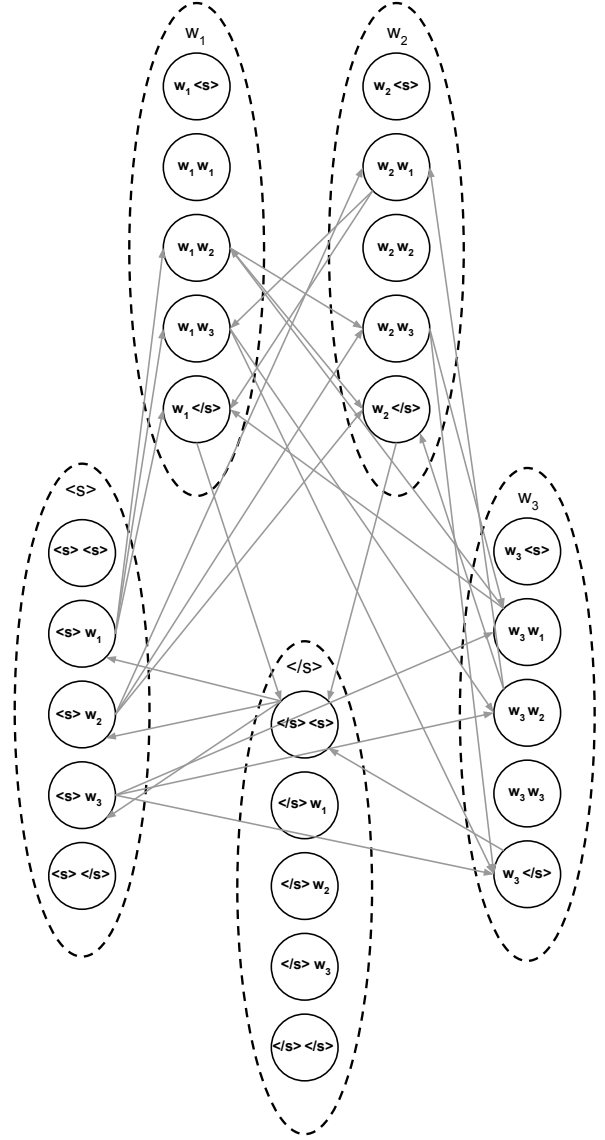 w₁
w₁ <s>
w₁ w₁
w₁ w₂
w₁ w₃
w₁ </s>
w₂
w₂ <s>
w₂ w₁
w₂ w₂
w₂ w₃
w₂ </s>
<s>
<s> <s>
<s> w₁
<s> w₂
<s> w₃
<s> </s>
</s>
</s> <s>
</s> w₁
</s> w₂
</s> w₃
</s> </s>
w₃
w₃ <s>
w₃ w₁
w₃ w₂
w₃ w₃
w₃ </s>